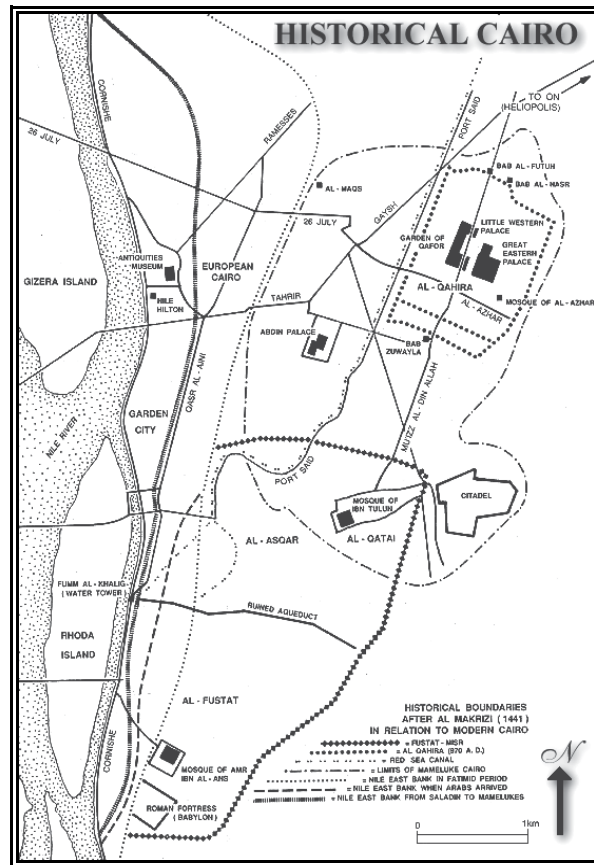 HISTORICAL CAIRO
TO ON
(HELIOPOLIS)
CORNISHE
26 JULY
RAMESSES
PORT SAID
BAB AL-FUTUH
BAB AL-NASR
AL-MAQS
GAYSH
26 JULY
LITTLE WESTERN
PALACE
GARDEN OF
QAFOR
GREAT
EASTERN
PALACE
ANTIQUITIES
MUSEUM
EUROPEAN
CAIRO
GIZERA ISLAND
AL-QAHIRA
NILE
HILTON
TAHRIR
AL-AZHAR
MOSQUE OF AL-AZHAR
ABDIN PALACE
BAB
ZUWAYLA
QASR AL-AINI
MU'IZZ AL-DIN ALLAH
GARDEN
CITY
NILE RIVER
PORT SAID
MOSQUE OF
IBN TULUN
CITADEL
AL-ASQAR
AL-QATAI
FUMM AL-KHALIG
(WATER TOWER)
RUINED AQUEDUCT
RHODA
ISLAND
AL-FUSTAT
CORNISHE
MOSQUE OF AMR
IBN AL-AHS
ROMAN FORTRESS
(BABYLON)
HISTORICAL BOUNDARIES
AFTER AL MAKRIZI (1441)
IN RELATION TO MODERN CAIRO
= FUSTAT-MISR
= AL QAHIRA (970 A.D.)
= RED SEA CANAL
= LIMITS OF MAMELUKE CAIRO
= NILE EAST BANK IN FATIMID PERIOD
= NILE EAST BANK WHEN ARABS ARRIVED
= NILE EAST BANK FROM SALADIN TO MAMELUKES
N
0 1km